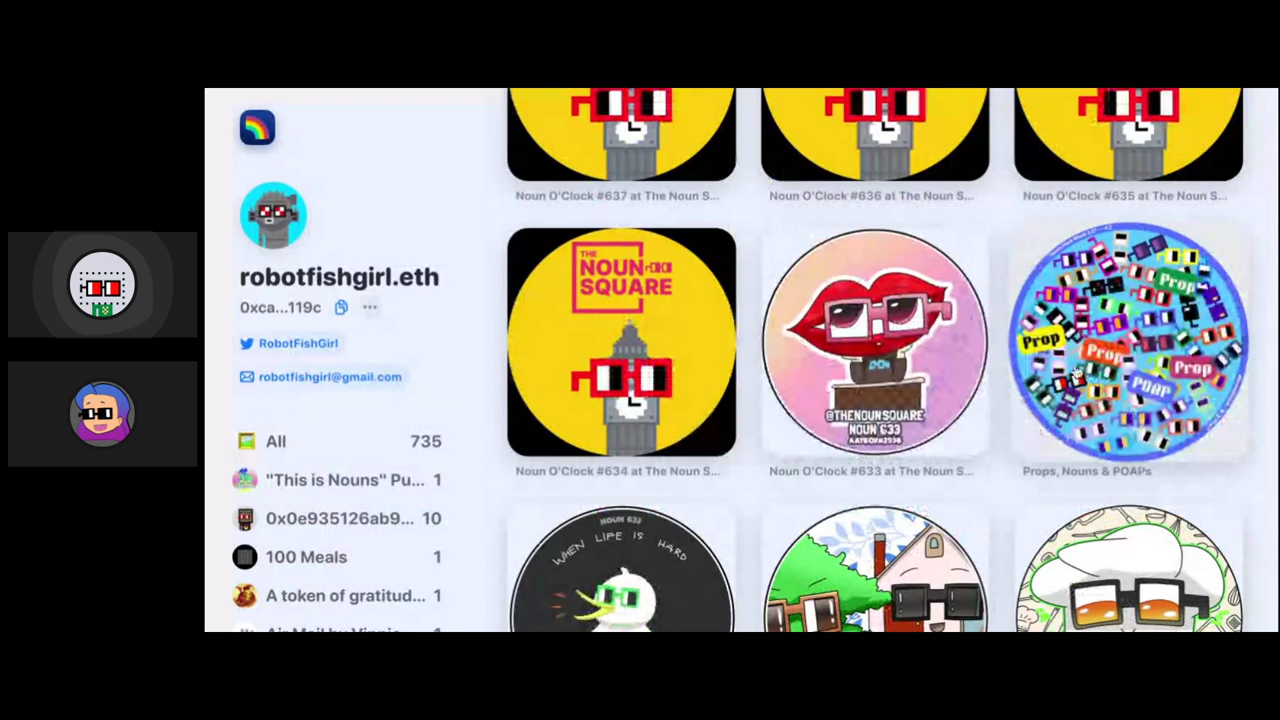 robotfishgirl.eth
0xca...119c
RobotFishGirl
robotfishgirl@gmail.com
All 735
"This is Nouns" Pu... 1
0x0e935126ab9... 10
100 Meals 1
A token of gratitud... 1
Noun O'Clock #637 at The Noun S...
Noun O'Clock #636 at The Noun S...
Noun O'Clock #635 at The Noun S...
THE
NOUN
SQUARE
@THENOUNSQUARE
NOUN 633
Prop
Prop
Prop
Prop
POAP
Noun O'Clock #634 at The Noun S...
Noun O'Clock #633 at The Noun S...
Props, Nouns & POAPs
NOUN 632
WHEN LIFE IS HARD